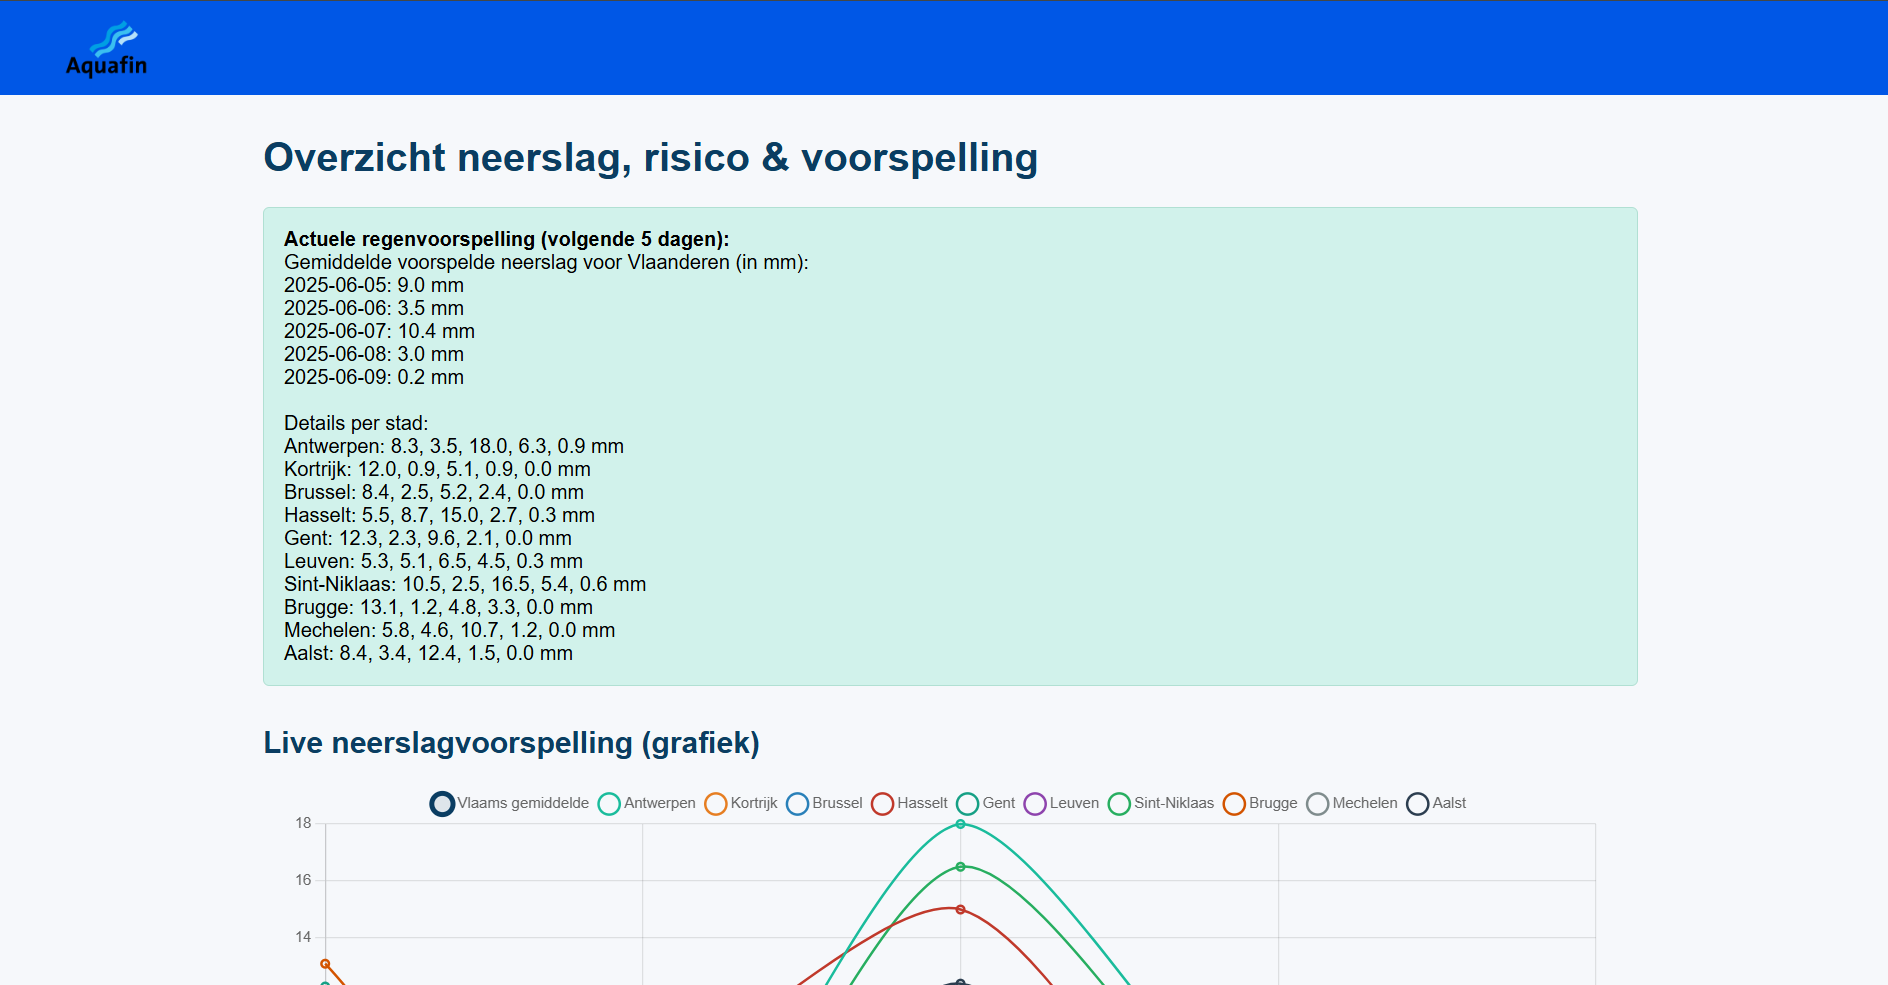 Aquafin
Overzicht neerslag, risico & voorspelling
Actuele regenvoorspelling (volgende 5 dagen):
Gemiddelde voorspelde neerslag voor Vlaanderen (in mm):
2025-06-05: 9.0 mm
2025-06-06: 3.5 mm
2025-06-07: 10.4 mm
2025-06-08: 3.0 mm
2025-06-09: 0.2 mm
Details per stad:
Antwerpen: 8.3, 3.5, 18.0, 6.3, 0.9 mm
Kortrijk: 12.0, 0.9, 5.1, 0.9, 0.0 mm
Brussel: 8.4, 2.5, 5.2, 2.4, 0.0 mm
Hasselt: 5.5, 8.7, 15.0, 2.7, 0.3 mm
Gent: 12.3, 2.3, 9.6, 2.1, 0.0 mm
Leuven: 5.3, 5.1, 6.5, 4.5, 0.3 mm
Sint-Niklaas: 10.5, 2.5, 16.5, 5.4, 0.6 mm
Brugge: 13.1, 1.2, 4.8, 3.3, 0.0 mm
Mechelen: 5.8, 4.6, 10.7, 1.2, 0.0 mm
Aalst: 8.4, 3.4, 12.4, 1.5, 0.0 mm
Live neerslagvoorspelling (grafiek)
Vlaams gemiddelde Antwerpen Kortrijk Brussel Hasselt Gent Leuven Sint-Niklaas Brugge Mechelen Aalst
18
16
14